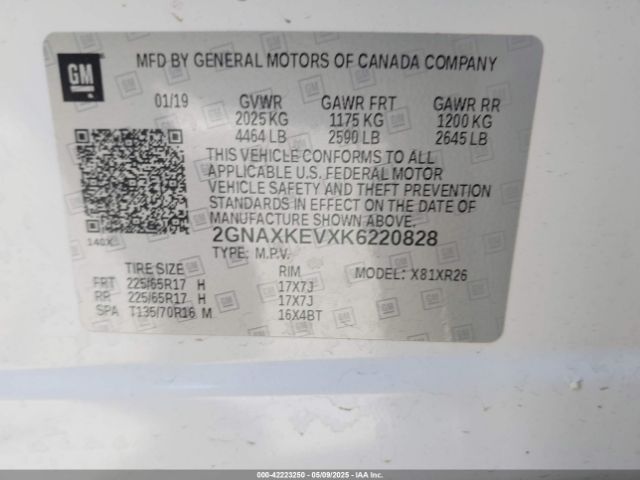 GM
MFD BY GENERAL MOTORS OF CANADA COMPANY
01/19 GVWR GAWR FRT GAWR RR
2025 KG 1175 KG 1200 KG
4464 LB 2590 LB 2645 LB
THIS VEHICLE CONFORMS TO ALL
APPLICABLE U.S. FEDERAL MOTOR
VEHICLE SAFETY AND THEFT PREVENTION
STANDARDS IN EFFECT ON THE DATE OF
MANUFACTURE SHOWN ABOVE.
140X
2GNAXKEVXK6220828
TYPE: M.P.V.
TIRE SIZE RIM MODEL: X81XR26
FRT 225/65R17 H 17X7J
RR 225/65R17 H 17X7J
SPA T135/70R16 M 16X4BT
000-42223250 | 05/09/2025 - IAA Inc.